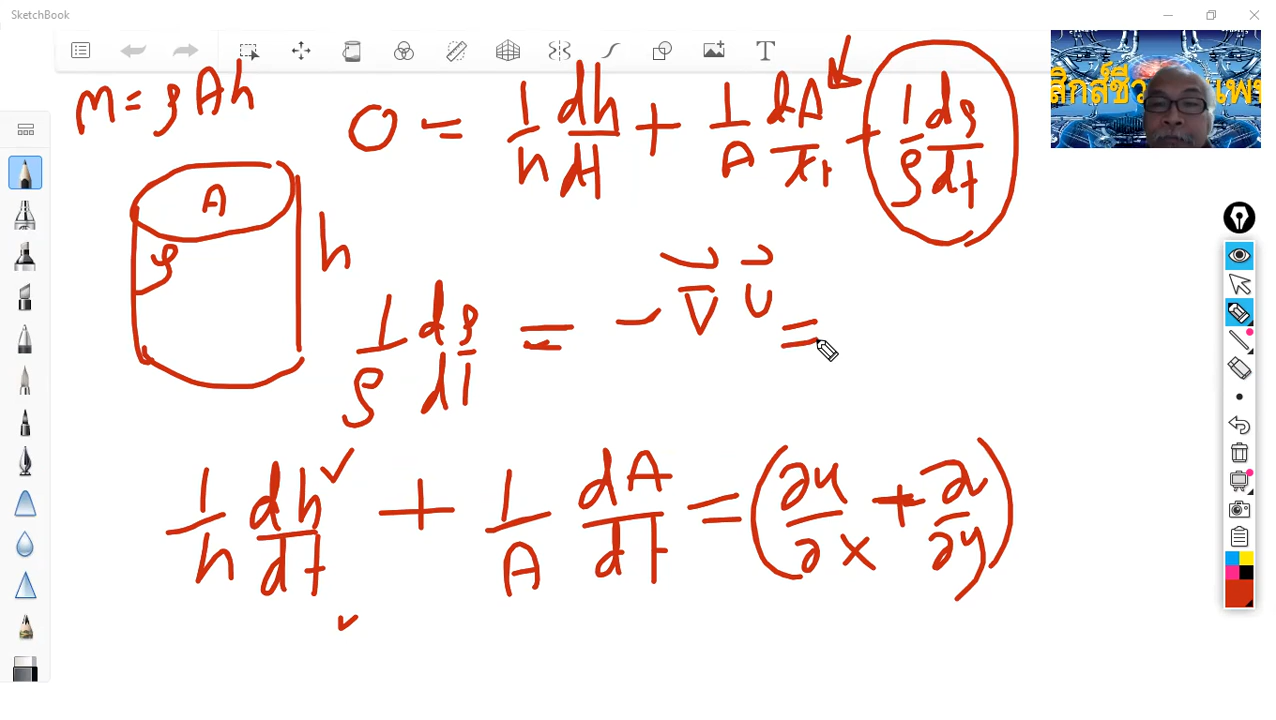 SketchBook
m = ρAh
0 = 1/h dh/dt + 1/A dA/dt + 1/ρ dρ/dt
A
ρ
h
1/ρ dρ/dt = - ∇⃗ U⃗ =
1/h dh/dt + 1/A dA/dt = (∂u/∂x + ∂v/∂y)